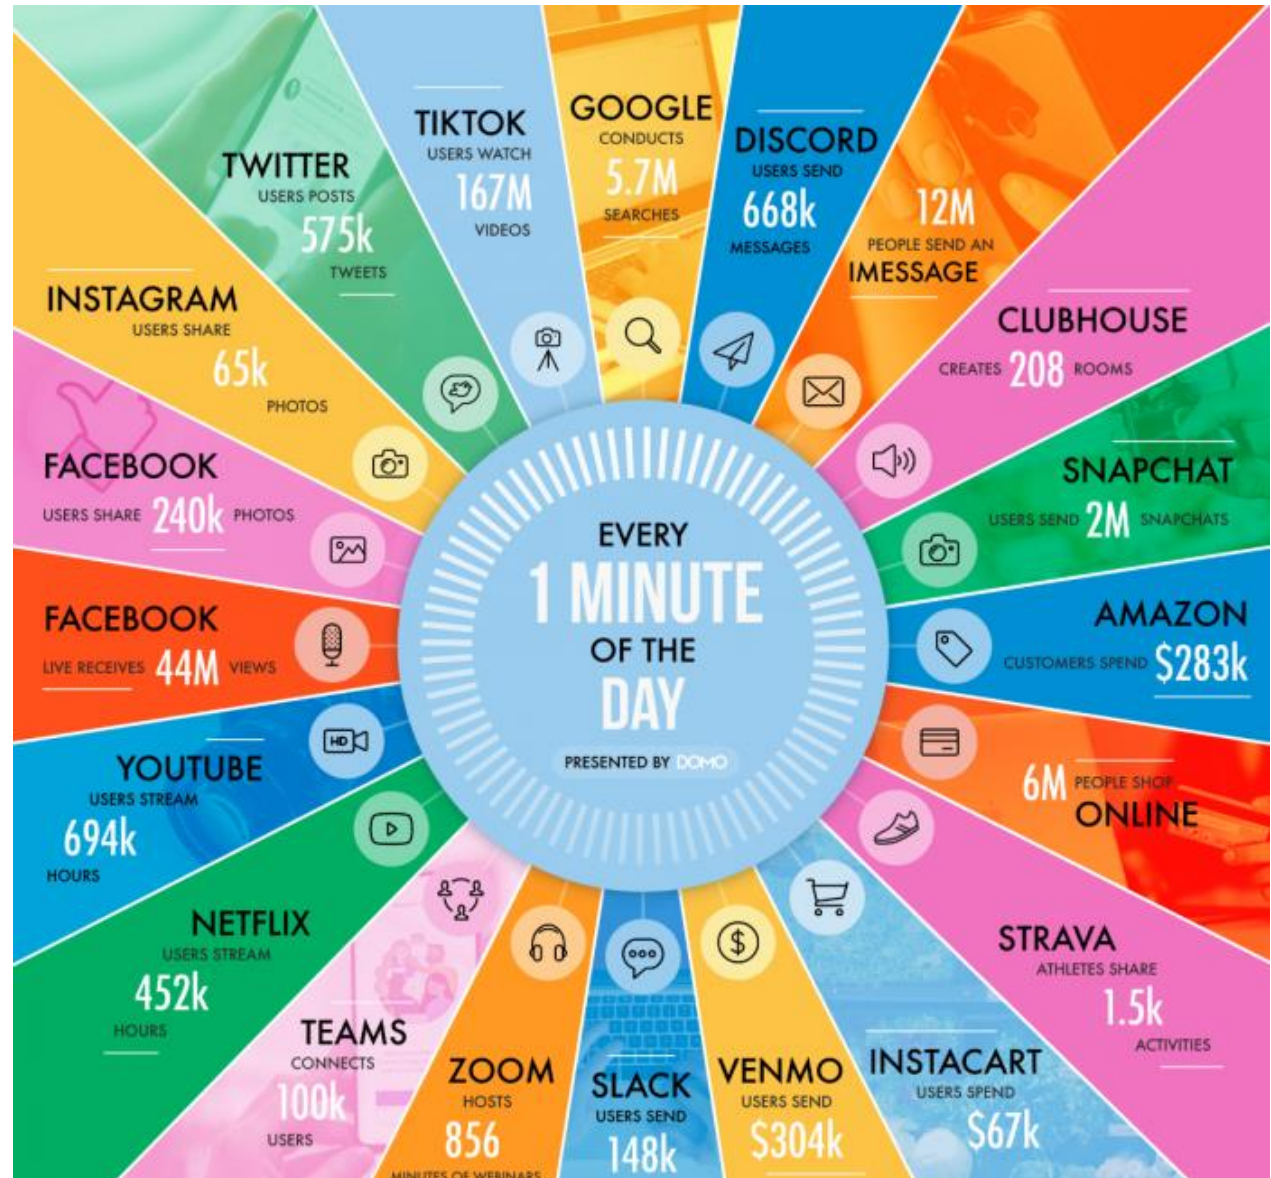 EVERY
1 MINUTE
OF THE
DAY
PRESENTED BY DOMO
GOOGLE
CONDUCTS
5.7M
SEARCHES
DISCORD
USERS SEND
668k
MESSAGES
12M
PEOPLE SEND AN
IMESSAGE
CLUBHOUSE
CREATES 208 ROOMS
SNAPCHAT
USERS SEND 2M SNAPCHATS
AMAZON
CUSTOMERS SPEND $283k
6M PEOPLE SHOP
ONLINE
STRAVA
ATHLETES SHARE
1.5k
ACTIVITIES
INSTACART
USERS SPEND
$67k
VENMO
USERS SEND
$304k
SLACK
USERS SEND
148k
ZOOM
HOSTS
856
MINUTES OF WEBINARS
TEAMS
CONNECTS
100k
USERS
NETFLIX
USERS STREAM
452k
HOURS
YOUTUBE
USERS STREAM
694k
HOURS
HD
FACEBOOK
LIVE RECEIVES 44M VIEWS
FACEBOOK
USERS SHARE 240k PHOTOS
INSTAGRAM
USERS SHARE
65k
PHOTOS
TWITTER
USERS POSTS
575k
TWEETS
TIKTOK
USERS WATCH
167M
VIDEOS